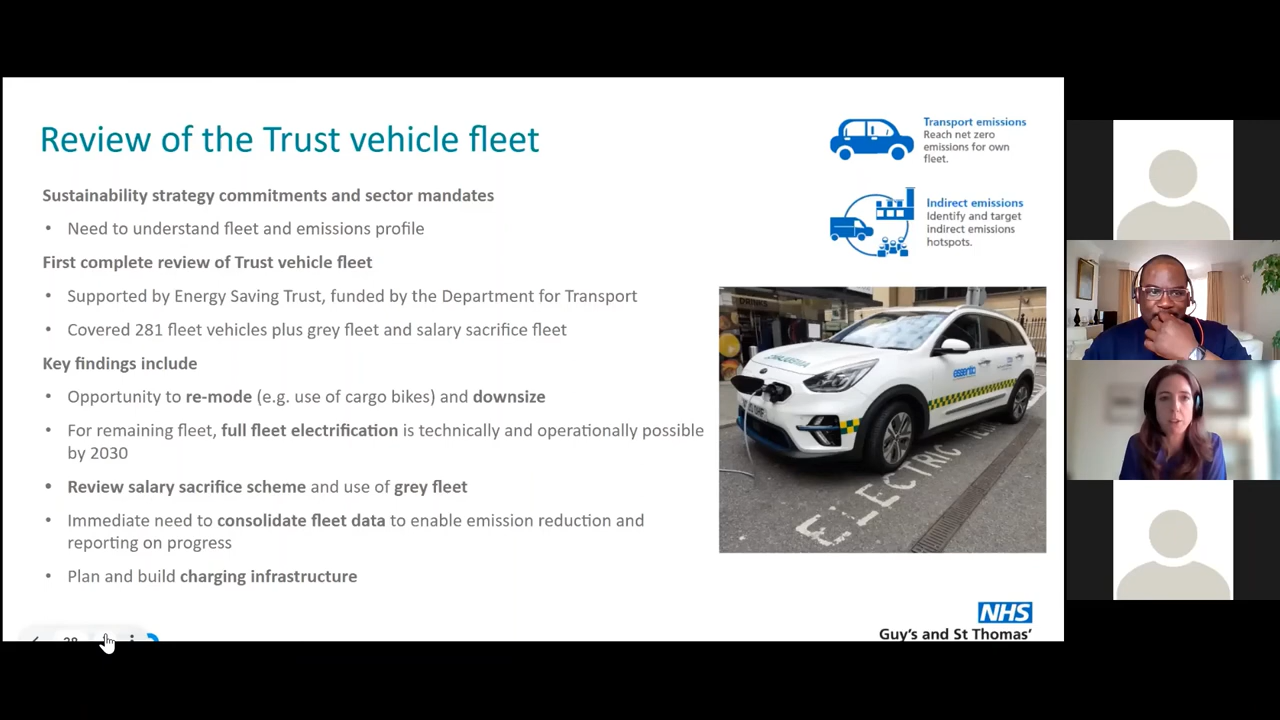 Review of the Trust vehicle fleet
Sustainability strategy commitments and sector mandates
• Need to understand fleet and emissions profile
First complete review of Trust vehicle fleet
• Supported by Energy Saving Trust, funded by the Department for Transport
• Covered 281 fleet vehicles plus grey fleet and salary sacrifice fleet
Key findings include
• Opportunity to re-mode (e.g. use of cargo bikes) and downsize
• For remaining fleet, full fleet electrification is technically and operationally possible
by 2030
• Review salary sacrifice scheme and use of grey fleet
• Immediate need to consolidate fleet data to enable emission reduction and
reporting on progress
• Plan and build charging infrastructure
Transport emissions
Reach net zero
emissions for own
fleet.
Indirect emissions
Identify and target
indirect emissions
hotspots.
DRINKS
essentia
ELECTRIC
NHS
Guy's and St Thomas'
28